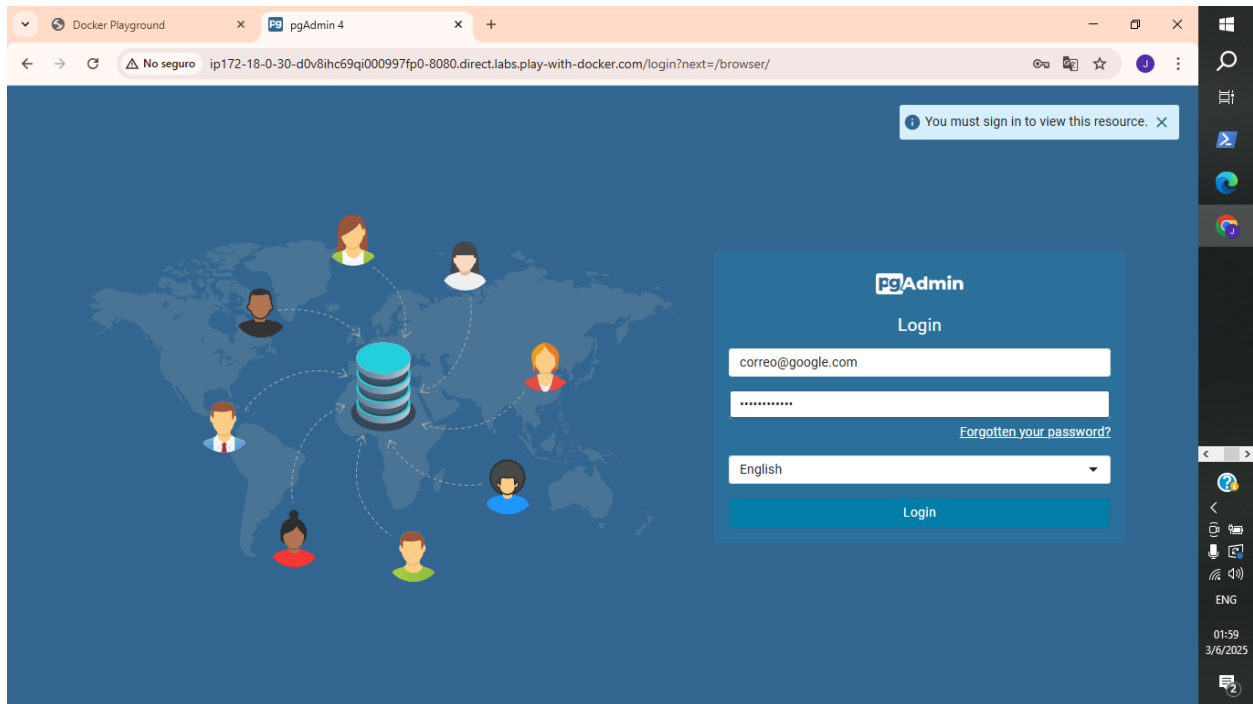 Docker Playground
pgAdmin 4
No seguro
ip172-18-0-30-d0v8ihc69qi000997fp0-8080.direct.labs.play-with-docker.com/login?next=/browser/
J
You must sign in to view this resource.
pgAdmin
Login
correo@google.com
••••••••••••
Forgotten your password?
English
Login
ENG
01:59
3/6/2025
2